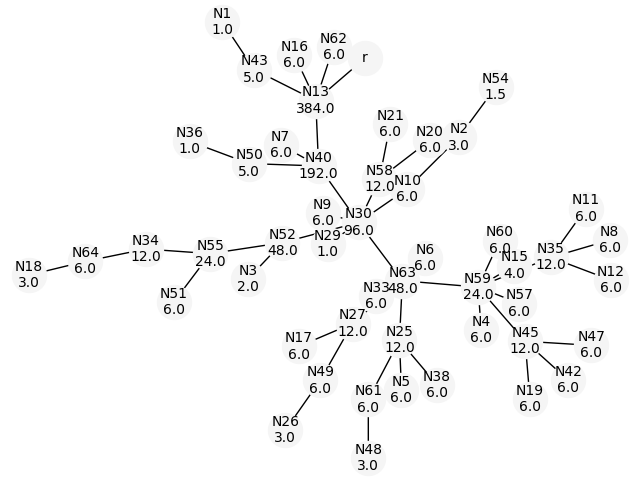 N1
1.0
N16
6.0
N62
6.0
r
N43
5.0
N13
384.0
N54
1.5
N36
1.0
N7
6.0
N50
5.0
N40
192.0
N21
6.0
N20
6.0
N2
3.0
N58
12.0
N10
6.0
N9
6.0
N30
96.0
N29
1.0
N52
48.0
N3
2.0
N55
24.0
N34
12.0
N64
6.0
N18
3.0
N51
6.0
N11
6.0
N8
6.0
N60
6.0
N15
4.0
N35
12.0
N12
6.0
N6
6.0
N63
48.0
N33
6.0
N59
24.0
N57
6.0
N4
6.0
N27
12.0
N17
6.0
N25
12.0
N45
12.0
N47
6.0
N49
6.0
N61
6.0
N5
6.0
N38
6.0
N42
6.0
N19
6.0
N26
3.0
N48
3.0